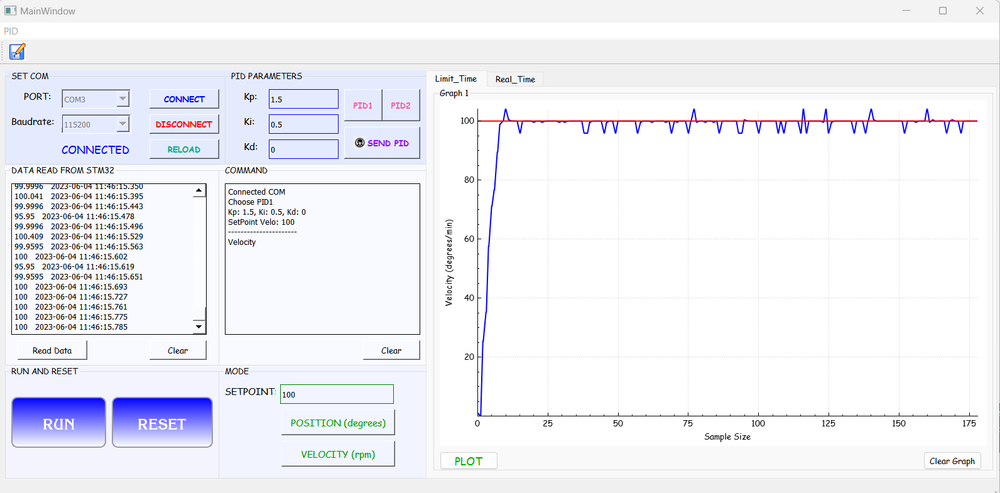 MainWindow
PID
SET COM
PORT: COM3 CONNECT
Baudrate: 115200 DISCONNECT
CONNECTED RELOAD
PID PARAMETERS
Kp: 1.5
Ki: 0.5
Kd: 0
PID1 PID2
SEND PID
DATA READ FROM STM32
99.9996 2023-06-04 11:46:15.350
100.041 2023-06-04 11:46:15.395
99.9996 2023-06-04 11:46:15.443
95.95 2023-06-04 11:46:15.478
99.9996 2023-06-04 11:46:15.496
100.409 2023-06-04 11:46:15.529
99.9595 2023-06-04 11:46:15.563
100 2023-06-04 11:46:15.602
95.95 2023-06-04 11:46:15.619
99.9595 2023-06-04 11:46:15.651
100 2023-06-04 11:46:15.693
100 2023-06-04 11:46:15.727
100 2023-06-04 11:46:15.761
100 2023-06-04 11:46:15.775
100 2023-06-04 11:46:15.785
Read Data Clear
COMMAND
Connected COM
Choose PID1
Kp: 1.5, Ki: 0.5, Kd: 0
SetPoint Velo: 100
----------------------
Velocity
Clear
RUN AND RESET
RUN RESET
MODE
SETPOINT: 100
POSITION (degrees)
VELOCITY (rpm)
Limit_Time Real_Time
Graph 1
100
80
60
40
20
Velocity (degrees/min)
0 25 50 75 100 125 150 175
Sample Size
PLOT Clear Graph